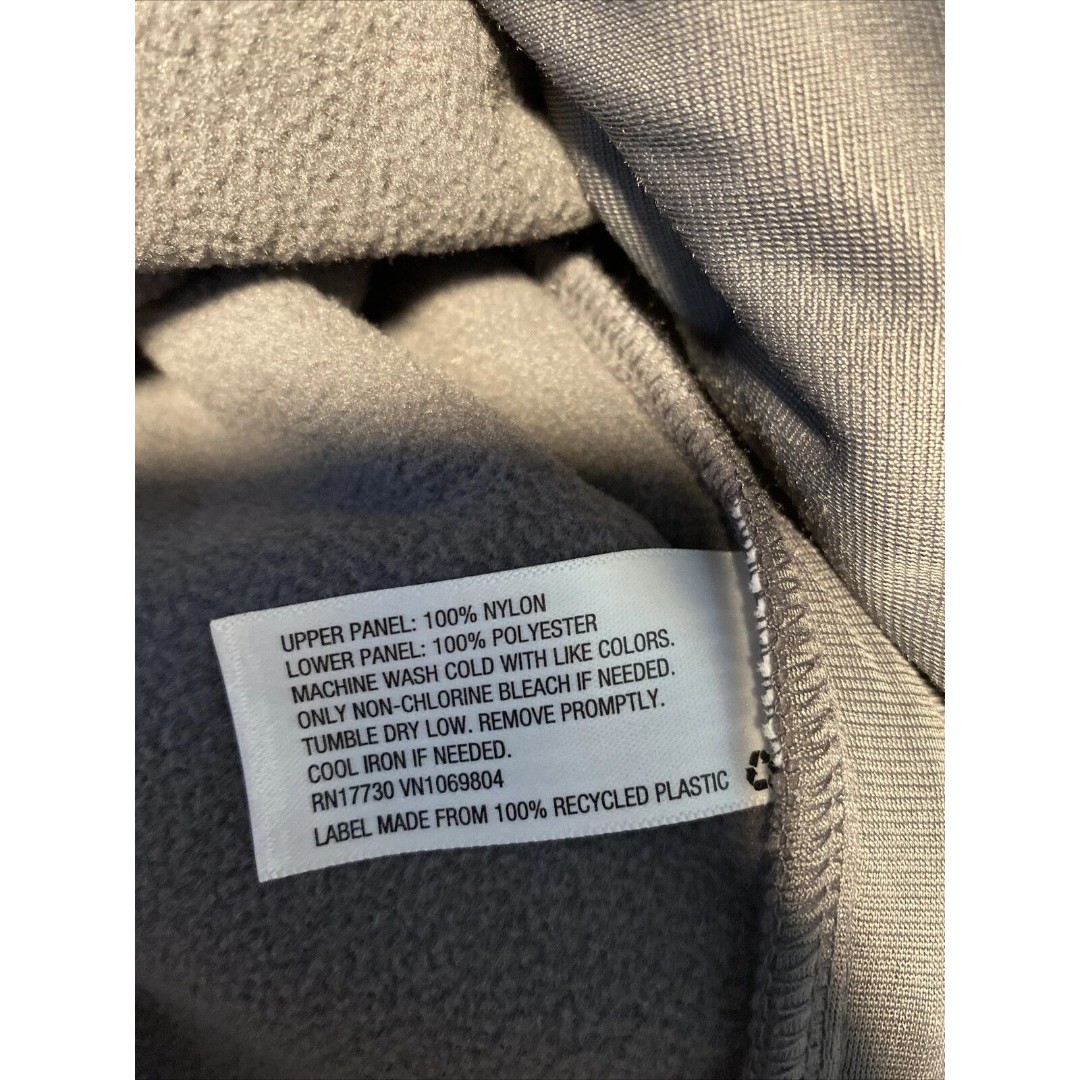 UPPER PANEL: 100% NYLON
LOWER PANEL: 100% POLYESTER
MACHINE WASH COLD WITH LIKE COLORS.
ONLY NON-CHLORINE BLEACH IF NEEDED.
TUMBLE DRY LOW. REMOVE PROMPTLY.
COOL IRON IF NEEDED.
RN17730 VN1069804
LABEL MADE FROM 100% RECYCLED PLASTIC